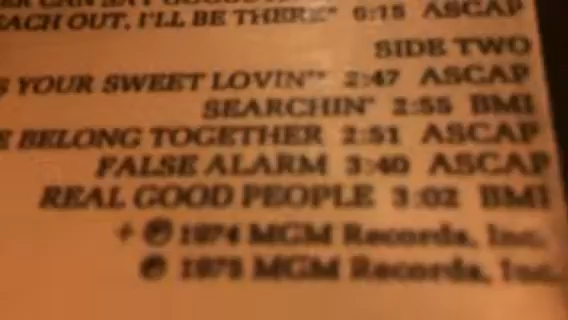 EACH OUT, I'LL BE THERE" 6:15 ASCAP
SIDE TWO
YOUR SWEET LOVIN'" 2:47 ASCAP
SEARCHIN' 2:55 BMI
BELONG TOGETHER 2:51 ASCAP
FALSE ALARM 3:40 ASCAP
REAL GOOD PEOPLE 3:02 BMI
+ ℗ 1974 MGM Records, Inc.
℗ 1975 MGM Records, Inc.